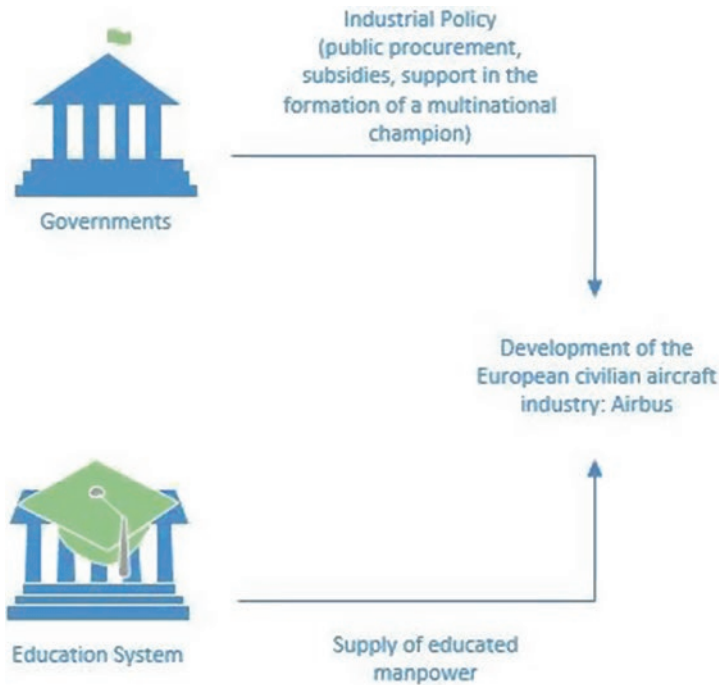 Industrial Policy
(public procurement,
subsidies, support in the
formation of a multinational
champion)
Governments
Development of the
European civilian aircraft
industry: Airbus
Education System
Supply of educated
manpower